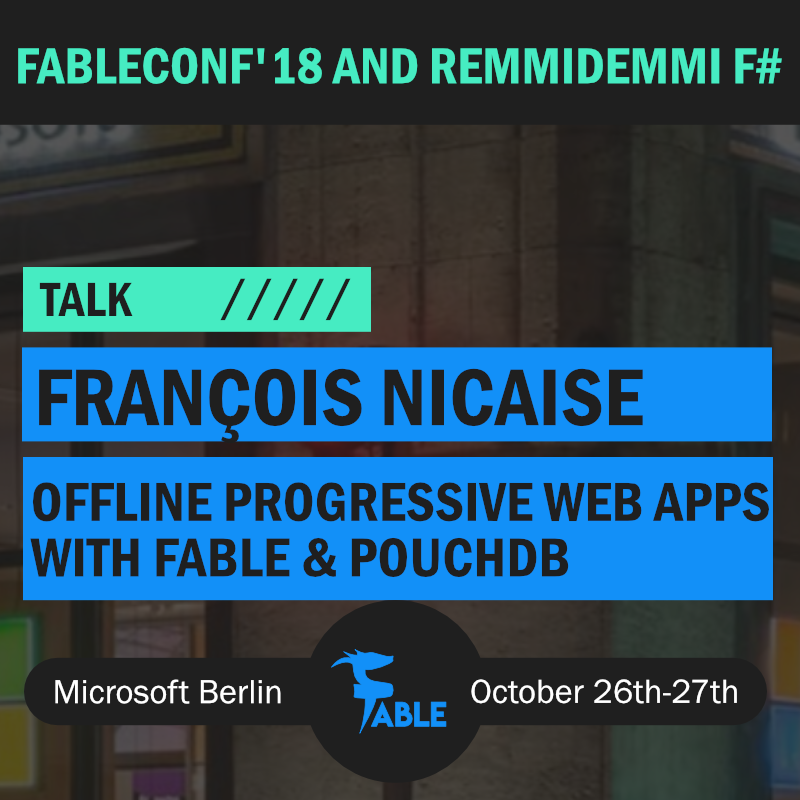 FABLECONF'18 AND REMMIDEMMI F#
TALK /////
FRANÇOIS NICAISE
OFFLINE PROGRESSIVE WEB APPS
WITH FABLE & POUCHDB
Microsoft Berlin
FABLE
October 26th-27th